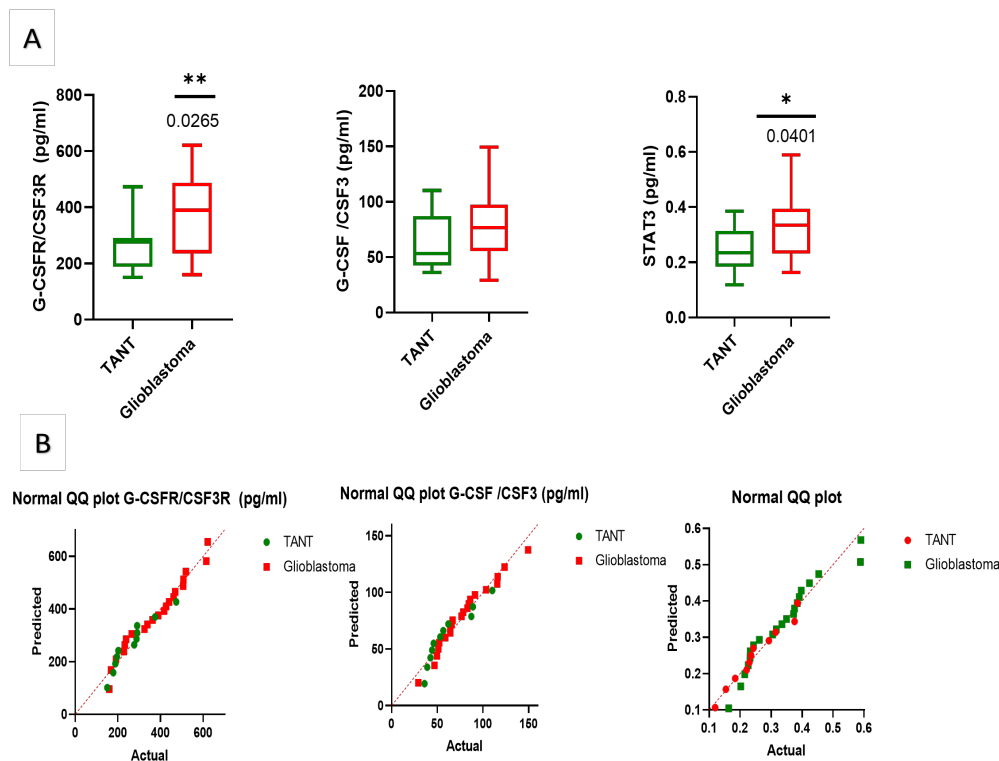 A
G-CSFR/CSF3R (pg/ml)
800
600
400
200
0
**
0.0265
TANT
Glioblastoma
G-CSF /CSF3 (pg/ml)
200
150
100
50
0
TANT
Glioblastoma
STAT3 (pg/ml)
0.8
0.6
0.4
0.2
0.0
*
0.0401
TANT
Glioblastoma
B
Normal QQ plot G-CSFR/CSF3R (pg/ml)
Predicted
600
400
200
0
0 200 400 600
Actual
TANT
Glioblastoma
Normal QQ plot G-CSF /CSF3 (pg/ml)
Predicted
150
100
50
0
0 50 100 150
Actual
TANT
Glioblastoma
Normal QQ plot
Predicted
0.6
0.5
0.4
0.3
0.2
0.1
0.1 0.2 0.3 0.4 0.5 0.6
Actual
TANT
Glioblastoma